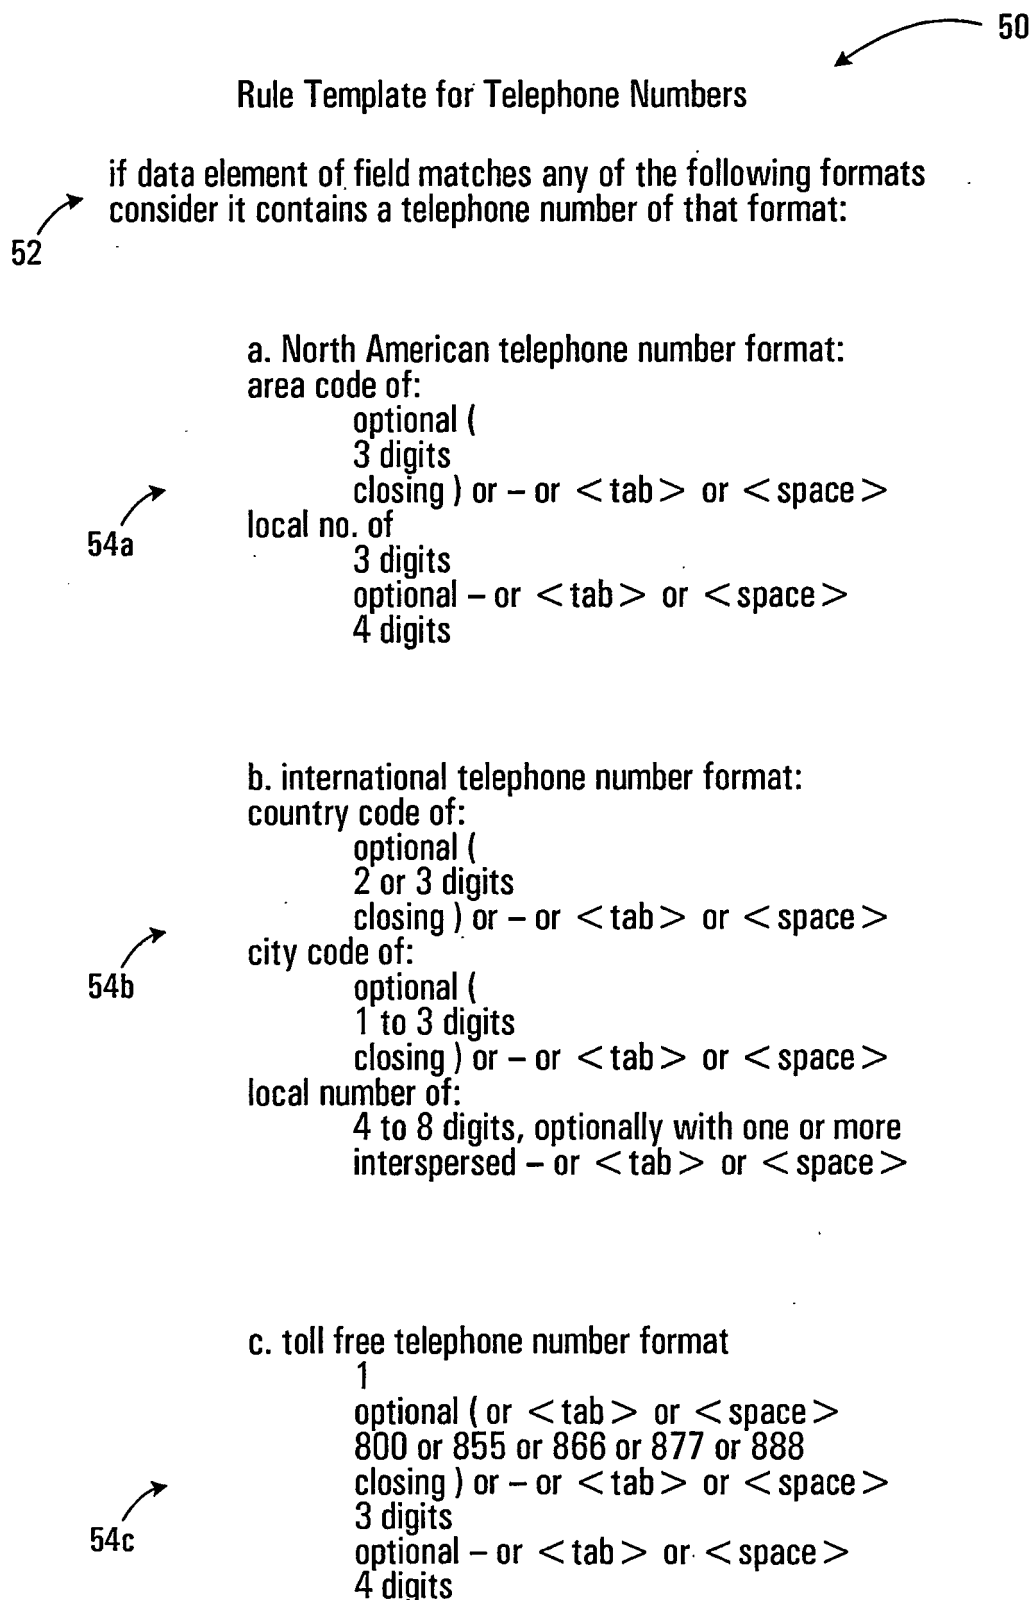 50
Rule Template for Telephone Numbers
if data element of field matches any of the following formats
consider it contains a telephone number of that format:
52
a. North American telephone number format:
area code of:
optional (
3 digits
closing ) or – or <tab> or <space>
local no. of
54a
3 digits
optional – or <tab> or <space>
4 digits
b. international telephone number format:
country code of:
optional (
2 or 3 digits
closing ) or – or <tab> or <space>
city code of:
54b
optional (
1 to 3 digits
closing ) or – or <tab> or <space>
local number of:
4 to 8 digits, optionally with one or more
interspersed – or <tab> or <space>
c. toll free telephone number format
1
optional ( or <tab> or <space>
800 or 855 or 866 or 877 or 888
closing ) or – or <tab> or <space>
3 digits
54c
optional – or <tab> or <space>
4 digits